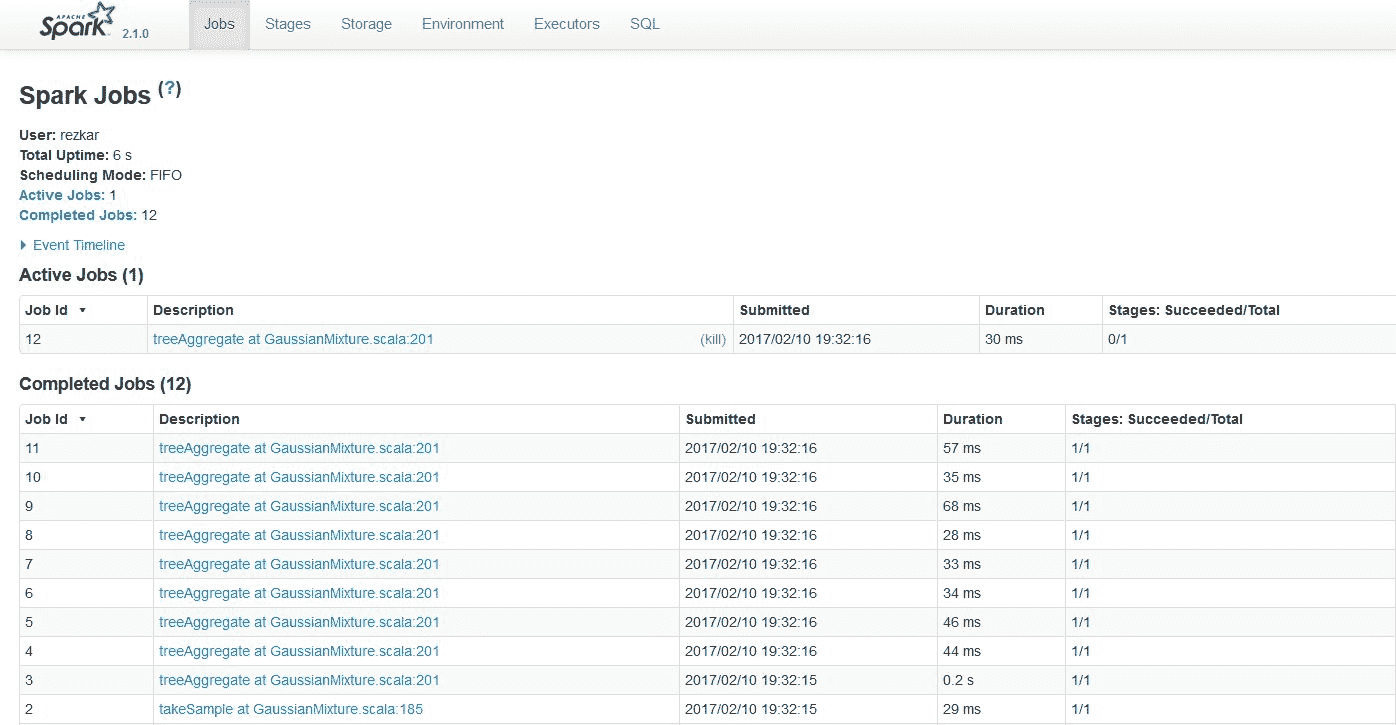 APACHE
Spark 2.1.0 Jobs Stages Storage Environment Executors SQL
Spark Jobs (?)
User: rezkar
Total Uptime: 6 s
Scheduling Mode: FIFO
Active Jobs: 1
Completed Jobs: 12
Event Timeline
Active Jobs (1)
Job Id Description Submitted Duration Stages: Succeeded/Total
12 treeAggregate at GaussianMixture.scala:201 (kill) 2017/02/10 19:32:16 30 ms 0/1
Completed Jobs (12)
Job Id Description Submitted Duration Stages: Succeeded/Total
11 treeAggregate at GaussianMixture.scala:201 2017/02/10 19:32:16 57 ms 1/1
10 treeAggregate at GaussianMixture.scala:201 2017/02/10 19:32:16 35 ms 1/1
9 treeAggregate at GaussianMixture.scala:201 2017/02/10 19:32:16 68 ms 1/1
8 treeAggregate at GaussianMixture.scala:201 2017/02/10 19:32:16 28 ms 1/1
7 treeAggregate at GaussianMixture.scala:201 2017/02/10 19:32:16 33 ms 1/1
6 treeAggregate at GaussianMixture.scala:201 2017/02/10 19:32:16 34 ms 1/1
5 treeAggregate at GaussianMixture.scala:201 2017/02/10 19:32:16 46 ms 1/1
4 treeAggregate at GaussianMixture.scala:201 2017/02/10 19:32:16 44 ms 1/1
3 treeAggregate at GaussianMixture.scala:201 2017/02/10 19:32:15 0.2 s 1/1
2 takeSample at GaussianMixture.scala:185 2017/02/10 19:32:15 29 ms 1/1